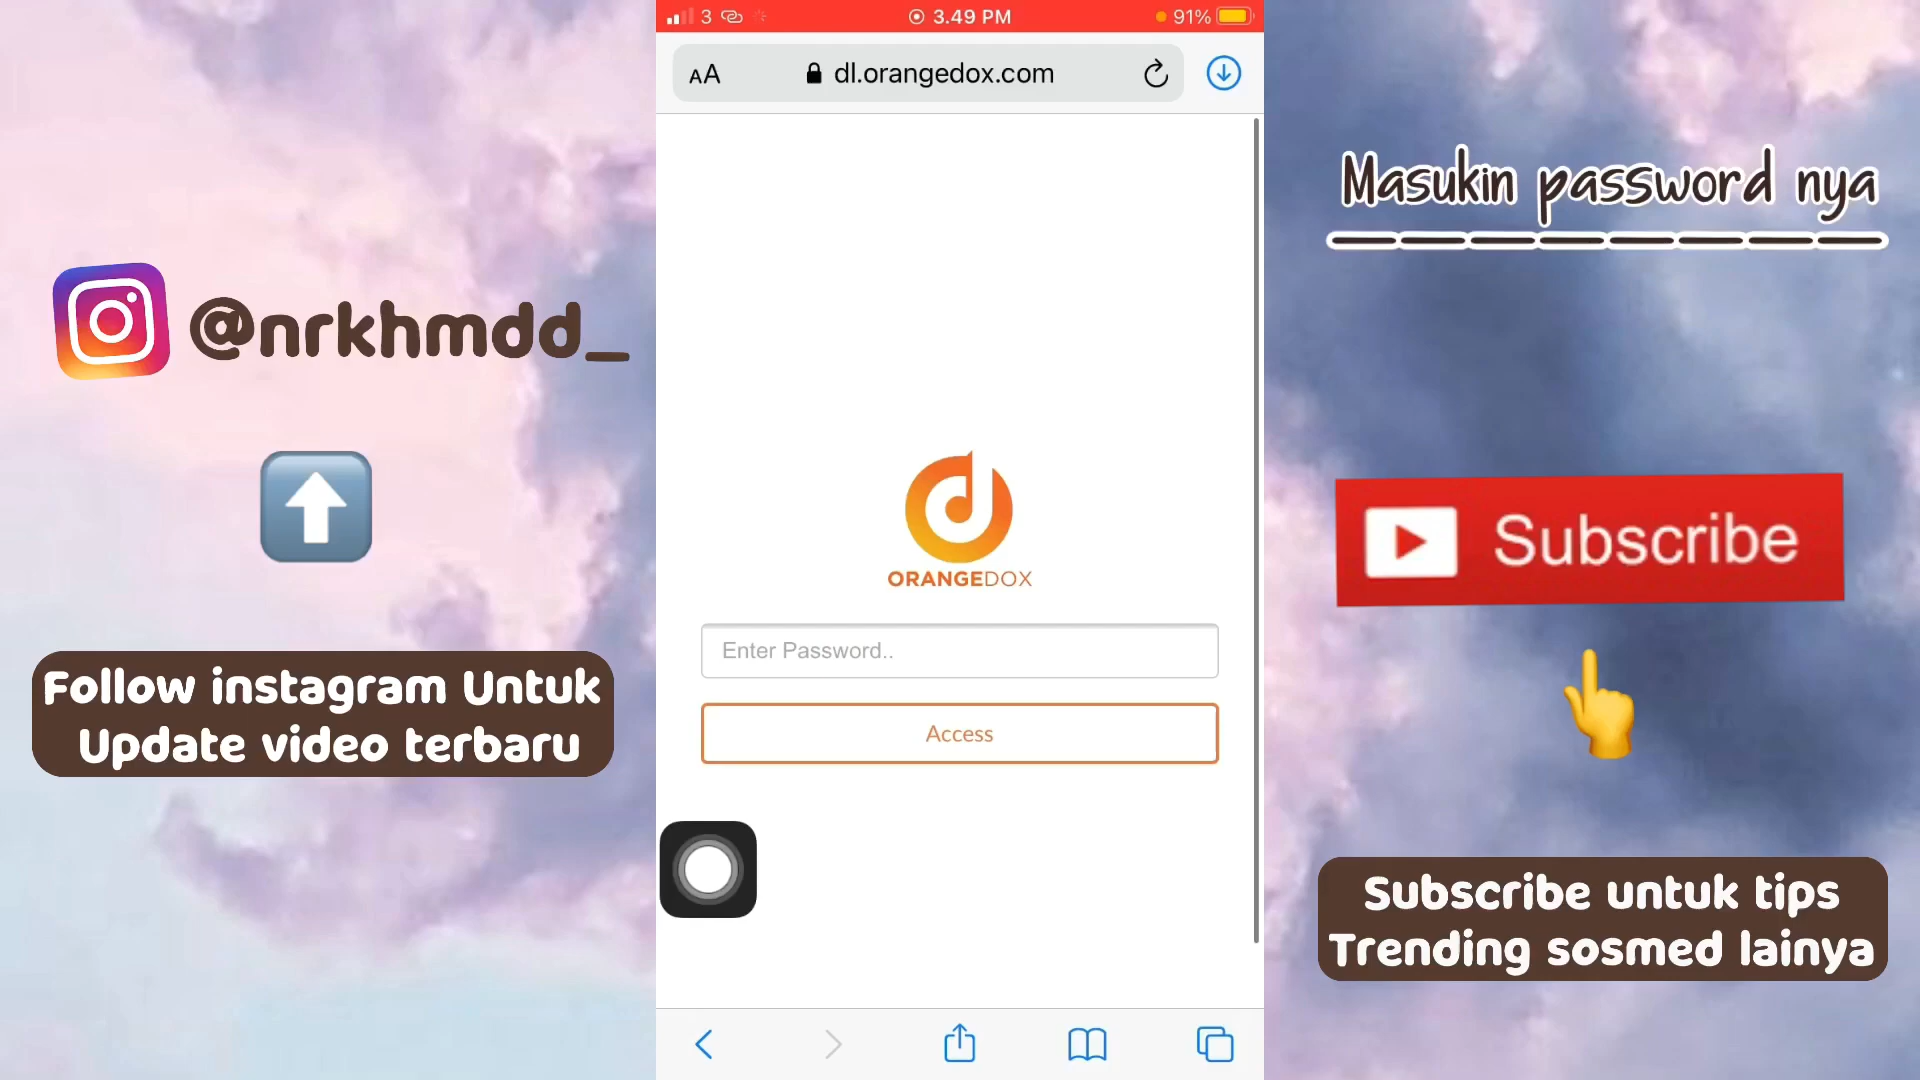 3
3.49 PM
91%
AA
dl.orangedox.com
Masukin password nya
@nrkhmdd_
ORANGEDOX
Subscribe
Enter Password..
Follow instagram Untuk
Update video terbaru
Access
Subscribe untuk tips
Trending sosmed lainya